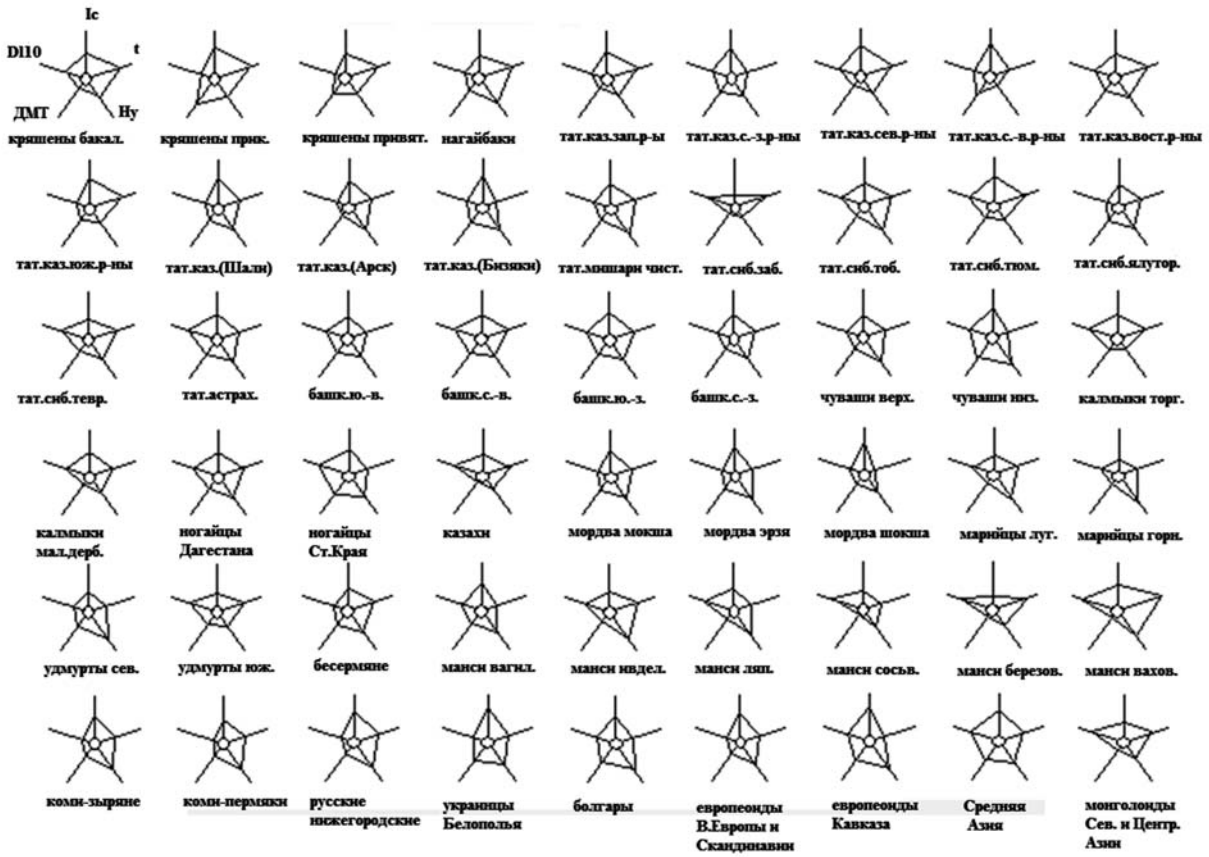 Ic
Dl10
t
ДМТ
Hy
кряшены бакал.
кряшены прик.
кряшены привят.
нагайбаки
тат.каз.зап.р-ы
тат.каз.с.-з.р-ны
тат.каз.сев.р-ны
тат.каз.с.-в.р-ны
тат.каз.вост.р-ны
тат.каз.юж.р-ны
тат.каз.(Шали)
тат.каз.(Арск)
тат.каз.(Бизяки)
тат.мишари чист.
тат.сиб.заб.
тат.сиб.тоб.
тат.сиб.тюм.
тат.сиб.ялутор.
тат.сиб.тевр.
тат.астрах.
башк.ю.-в.
башк.с.-в.
башк.ю.-з.
башк.с.-з.
чуваши верх.
чуваши низ.
калмыки торг.
калмыки
мал.дерб.
ногайцы
Дагестана
ногайцы
Ст.Края
казахи
мордва мокша
мордва эрзя
мордва шокша
марийцы луг.
марийцы горн.
удмурты сев.
удмурты юж.
бесермяне
манси вагил.
манси ивдел.
манси ляп.
манси сосьв.
манси березов.
манси вахов.
коми-зыряне
коми-пермяки
русские
нижегородские
украинцы
Белополья
болгары
европеоиды
В.Европы и
Скандинавии
европеоиды
Кавказа
Средняя
Азия
монголоиды
Сев. и Центр.
Азии